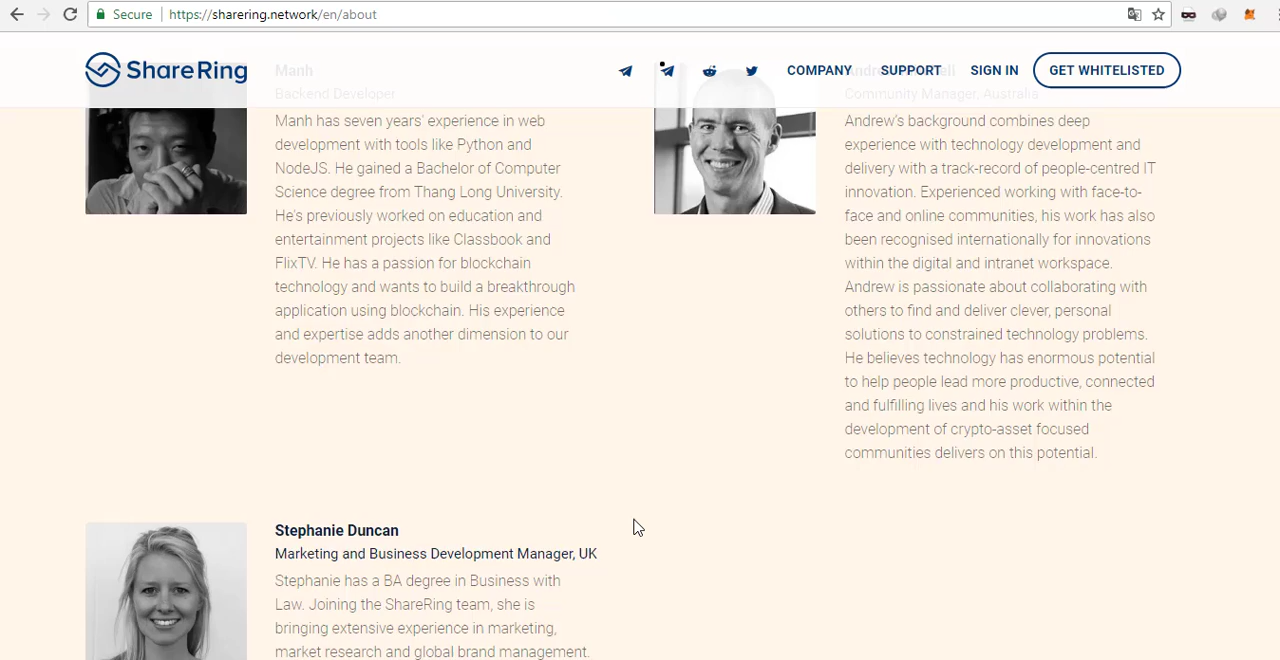 Secure https://sharering.network/en/about
ShareRing
COMPANY SUPPORT SIGN IN GET WHITELISTED
Manh
Backend Developer
Manh has seven years' experience in web
development with tools like Python and
NodeJS. He gained a Bachelor of Computer
Science degree from Thang Long University.
He's previously worked on education and
entertainment projects like Classbook and
FlixTV. He has a passion for blockchain
technology and wants to build a breakthrough
application using blockchain. His experience
and expertise adds another dimension to our
development team.
Community Manager, Australia
Andrew's background combines deep
experience with technology development and
delivery with a track-record of people-centred IT
innovation. Experienced working with face-to-
face and online communities, his work has also
been recognised internationally for innovations
within the digital and intranet workspace.
Andrew is passionate about collaborating with
others to find and deliver clever, personal
solutions to constrained technology problems.
He believes technology has enormous potential
to help people lead more productive, connected
and fulfilling lives and his work within the
development of crypto-asset focused
communities delivers on this potential.
Stephanie Duncan
Marketing and Business Development Manager, UK
Stephanie has a BA degree in Business with
Law. Joining the ShareRing team, she is
bringing extensive experience in marketing,
market research and global brand management.